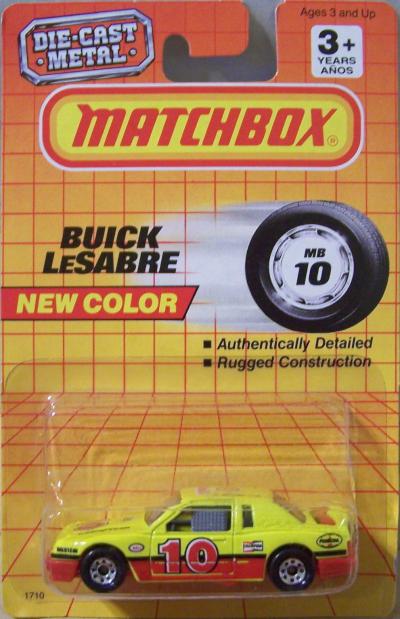 Ages 3 and Up
DIE-CAST
METAL
3+
YEARS
AÑOS
MATCHBOX®
BUICK
LESABRE
NEW COLOR
MB
10
■ Authentically Detailed
■ Rugged Construction
10
1710